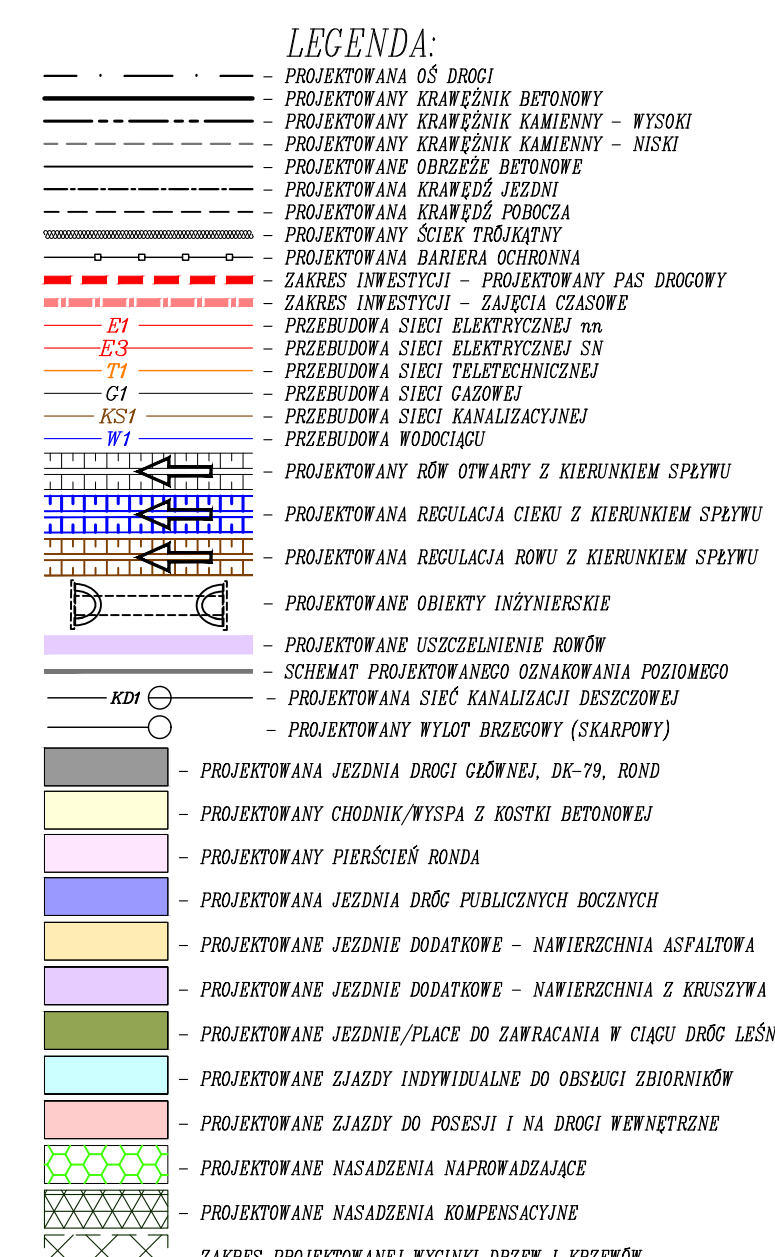 LEGENDA:
– PROJEKTOWANA OŚ DROGI
– PROJEKTOWANY KRAWĘŻNIK BETONOWY
– PROJEKTOWANY KRAWĘŻNIK KAMIENNY – WYSOKI
– PROJEKTOWANY KRAWĘŻNIK KAMIENNY – NISKI
– PROJEKTOWANE OBRZEŻE BETONOWE
– PROJEKTOWANA KRAWĘDŹ JEZDNI
– PROJEKTOWANA KRAWĘDŹ POBOCZA
– PROJEKTOWANY ŚCIEK TRÓJKĄTNY
– PROJEKTOWANA BARIERA OCHRONNA
– ZAKRES INWESTYCJI – PROJEKTOWANY PAS DROGOWY
– ZAKRES INWESTYCJI – ZAJĘCIA CZASOWE
E1 – PRZEBUDOWA SIECI ELEKTRYCZNEJ nn
E3 – PRZEBUDOWA SIECI ELEKTRYCZNEJ SN
T1 – PRZEBUDOWA SIECI TELETECHNICZNEJ
G1 – PRZEBUDOWA SIECI GAZOWEJ
KS1 – PRZEBUDOWA SIECI KANALIZACYJNEJ
W1 – PRZEBUDOWA WODOCIĄGU
– PROJEKTOWANY RÓW OTWARTY Z KIERUNKIEM SPŁYWU
– PROJEKTOWANA REGULACJA CIEKU Z KIERUNKIEM SPŁYWU
– PROJEKTOWANA REGULACJA ROWU Z KIERUNKIEM SPŁYWU
– PROJEKTOWANE OBIEKTY INŻYNIERSKIE
– PROJEKTOWANE USZCZELNIENIE ROWÓW
– SCHEMAT PROJEKTOWANEGO OZNAKOWANIA POZIOMEGO
KD1 – PROJEKTOWANA SIEĆ KANALIZACJI DESZCZOWEJ
– PROJEKTOWANY WYLOT BRZEGOWY (SKARPOWY)
– PROJEKTOWANA JEZDNIA DROGI GŁÓWNEJ, DK-79, ROND
– PROJEKTOWANY CHODNIK/WYSPA Z KOSTKI BETONOWEJ
– PROJEKTOWANY PIERŚCIEŃ RONDA
– PROJEKTOWANA JEZDNIA DRÓG PUBLICZNYCH BOCZNYCH
– PROJEKTOWANE JEZDNIE DODATKOWE – NAWIERZCHNIA ASFALTOWA
– PROJEKTOWANE JEZDNIE DODATKOWE – NAWIERZCHNIA Z KRUSZYWA
– PROJEKTOWANE JEZDNIE/PLACE DO ZAWRACANIA W CIĄGU DRÓG LEŚN
– PROJEKTOWANE ZJAZDY INDYWIDUALNE DO OBSŁUGI ZBIORNIKÓW
– PROJEKTOWANE ZJAZDY DO POSESJI I NA DROGI WEWNĘTRZNE
– PROJEKTOWANE NASADZENIA NAPROWADZAJĄCE
– PROJEKTOWANE NASADZENIA KOMPENSACYJNE
– ZAKRES PROJEKTOWANEJ WYCINKI DRZEW I KRZEWÓW